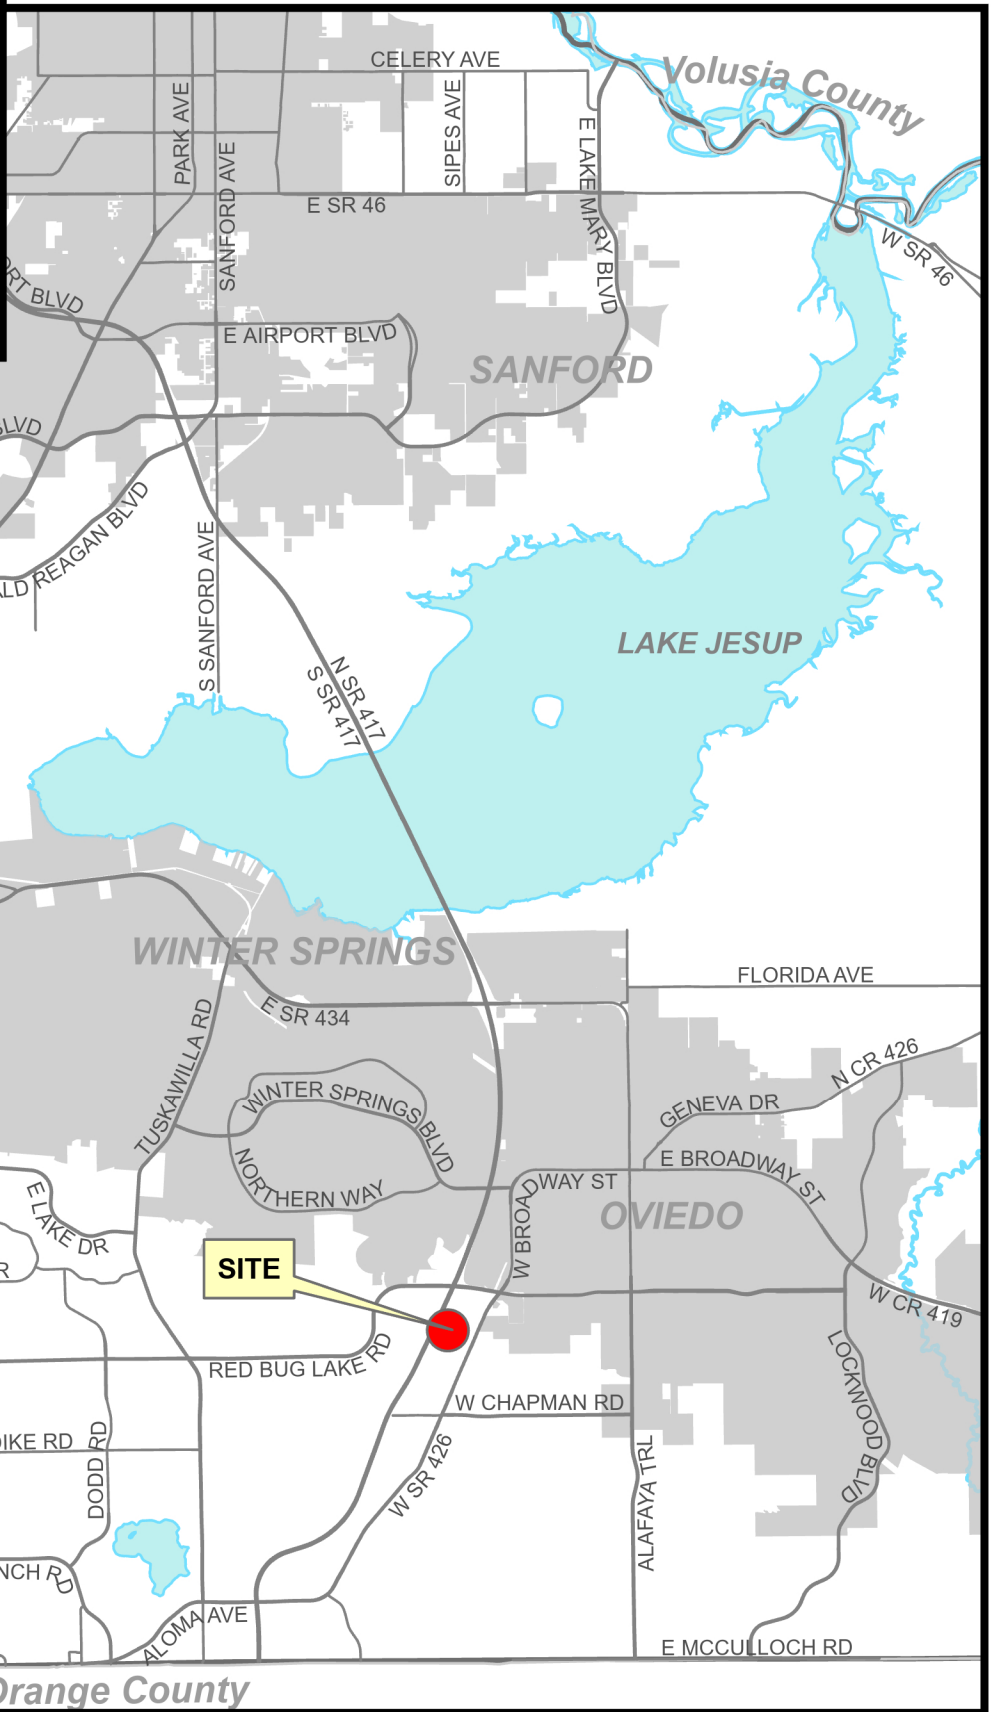 CELERY AVE
Volusia County
PARK AVE
SIPES AVE
SANFORD AVE
E LAKE MARY BLVD
E SR 46
W SR 46
ORT BLVD
E AIRPORT BLVD
SANFORD
BLVD
ALD REAGAN BLVD
S SANFORD AVE
N SR 417
S SR 417
LAKE JESUP
WINTER SPRINGS
FLORIDA AVE
E SR 434
TUSKAWILLA RD
N CR 426
WINTER SPRINGS BLVD
GENEVA DR
NORTHERN WAY
E BROADWAY ST
W BROADWAY ST
E LAKE DR
OVIEDO
R
SITE
W CR 419
RED BUG LAKE RD
LOCKWOOD BLVD
W CHAPMAN RD
DIKE RD
DODD RD
W SR 426
ALAFAYA TRL
NCH RD
ALOMA AVE
E MCCULLOCH RD
Orange County